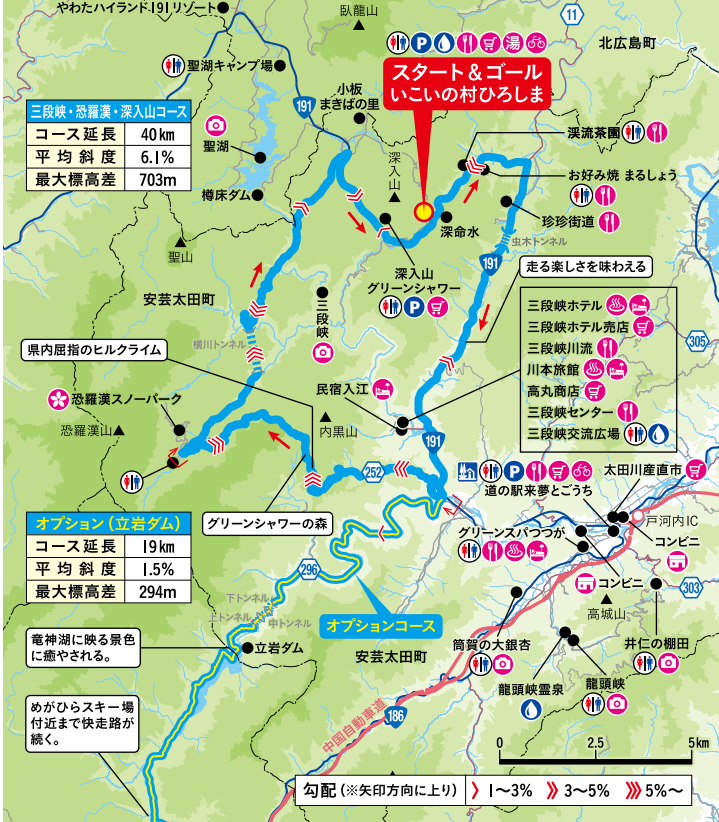 やわたハイランド191リゾート
臥龍山
11
北広島町
聖湖キャンプ場
191
小板
まきばの里
P
湯
スタート＆ゴール
いこいの村ひろしま
三段峡・恐羅漢・深入山コース
コース延長 40km
平均斜度 6.1%
最大標高差 703m
聖湖
樽床ダム
深入山
渓流茶園
お好み焼 まるしょう
珍珍街道
深命水
虫木トンネル
聖山
深入山
グリーンシャワー
P
191
走る楽しさを味わえる
安芸太田町
三段峡
横川トンネル
県内屈指のヒルクライム
三段峡ホテル
三段峡ホテル売店
三段峡川流
川本旅館
高丸商店
三段峡センター
三段峡交流広場
305
恐羅漢スノーパーク
恐羅漢山
民宿入江
内黒山
191
252
P
道の駅来夢とごうち
太田川産直市
戸河内IC
コンビニ
グリーンシャワーの森
グリーンスパつつが
コンビニ
303
高城山
オプション（立岩ダム）
コース延長 19km
平均斜度 1.5%
最大標高差 294m
296
下トンネル
上トンネル
中トンネル
オプションコース
竜神湖に映る景色
に癒やされる。
立岩ダム
安芸太田町
筒賀の大銀杏
井仁の棚田
龍頭峡霊泉
龍頭峡
めがひらスキー場
付近まで快走路が
続く。
中国自動車道
186
0 2.5 5km
勾配（※矢印方向に上り） 1〜3% 3〜5% 5%〜